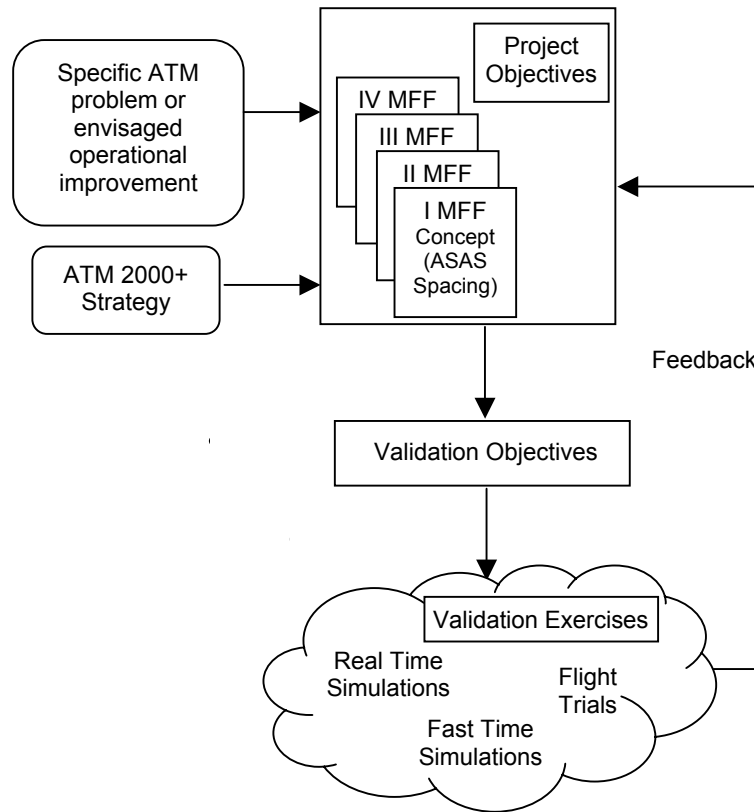 Project
Objectives
Specific ATM
problem or
envisaged
operational
improvement
IV MFF
III MFF
II MFF
I MFF
Concept
(ASAS
Spacing)
ATM 2000+
Strategy
Feedback
Validation Objectives
Validation Exercises
Real Time
Simulations
Flight
Trials
Fast Time
Simulations